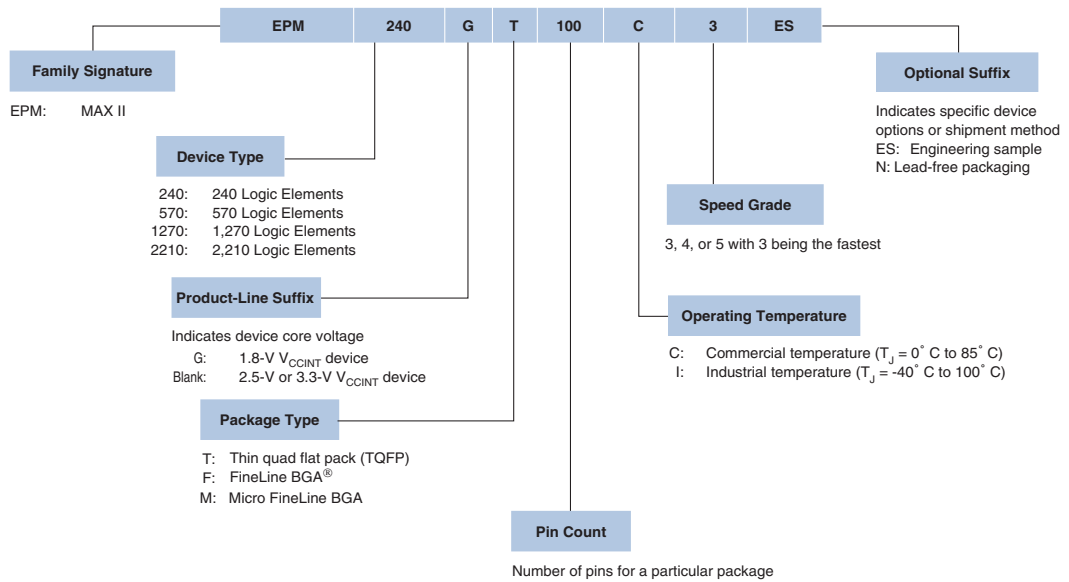 EPM 240 G T 100 C 3 ES
Family Signature
EPM: MAX II
Optional Suffix
Indicates specific device
options or shipment method
ES: Engineering sample
N: Lead-free packaging
Device Type
240: 240 Logic Elements
570: 570 Logic Elements
1270: 1,270 Logic Elements
2210: 2,210 Logic Elements
Speed Grade
3, 4, or 5 with 3 being the fastest
Product-Line Suffix
Indicates device core voltage
G: 1.8-V VCCINT device
Blank: 2.5-V or 3.3-V VCCINT device
Operating Temperature
C: Commercial temperature (TJ = 0° C to 85° C)
I: Industrial temperature (TJ = -40° C to 100° C)
Package Type
T: Thin quad flat pack (TQFP)
F: FineLine BGA®
M: Micro FineLine BGA
Pin Count
Number of pins for a particular package